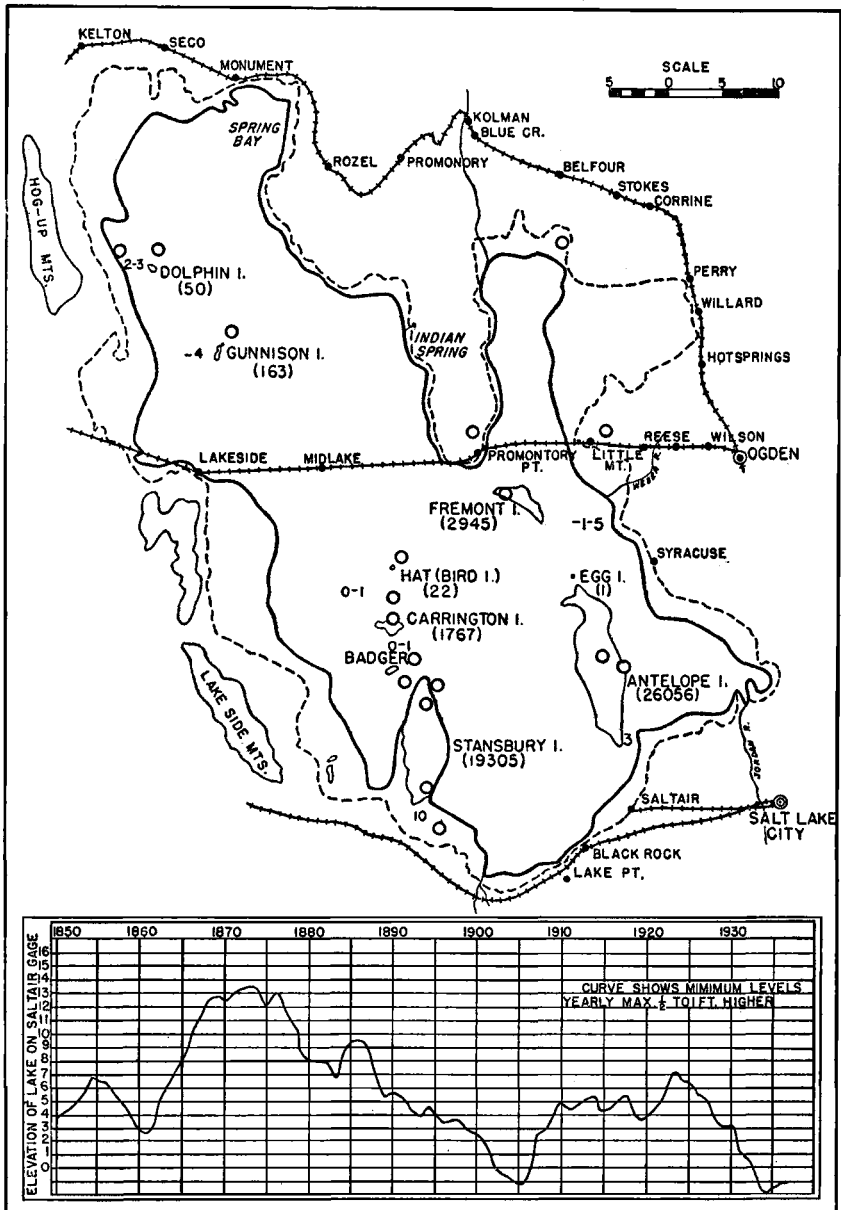 KELTON
SEGO
MONUMENT
SCALE
5 0 5 10
SPRING
BAY
KOLMAN
BLUE CR.
ROZEL
PROMONORY
BELFOUR
STOKES
CORRINE
HOG-UP MTS.
2-3
DOLPHIN I.
(50)
PERRY
WILLARD
INDIAN
SPRING
-4 GUNNISON I.
(163)
HOTSPRINGS
LAKESIDE
MIDLAKE
PROMONTORY
PT.
LITTLE
MT.
REESE
WILSON
OGDEN
WEBER R.
FREMONT I.
(2945)
-1-5
SYRACUSE
HAT (BIRD I.)
(22)
EGG I.
(1)
0-1
CARRINGTON I.
(1767)
0-1
BADGER
ANTELOPE I.
(26056)
LAKE SIDE MTS.
STANSBURY I.
(19305)
3
JORDAN R.
SALTAIR
SALT LAKE
CITY
10
BLACK ROCK
LAKE PT.
1850 1860 1870 1880 1890 1900 1910 1920 1930
ELEVATION OF LAKE ON SALTAIR GAGE
16
15
14
13
12
11
10
9
8
7
6
5
4
3
2
1
0
CURVE SHOWS MIMIMUM LEVELS
YEARLY MAX. ½ TO 1 FT. HIGHER